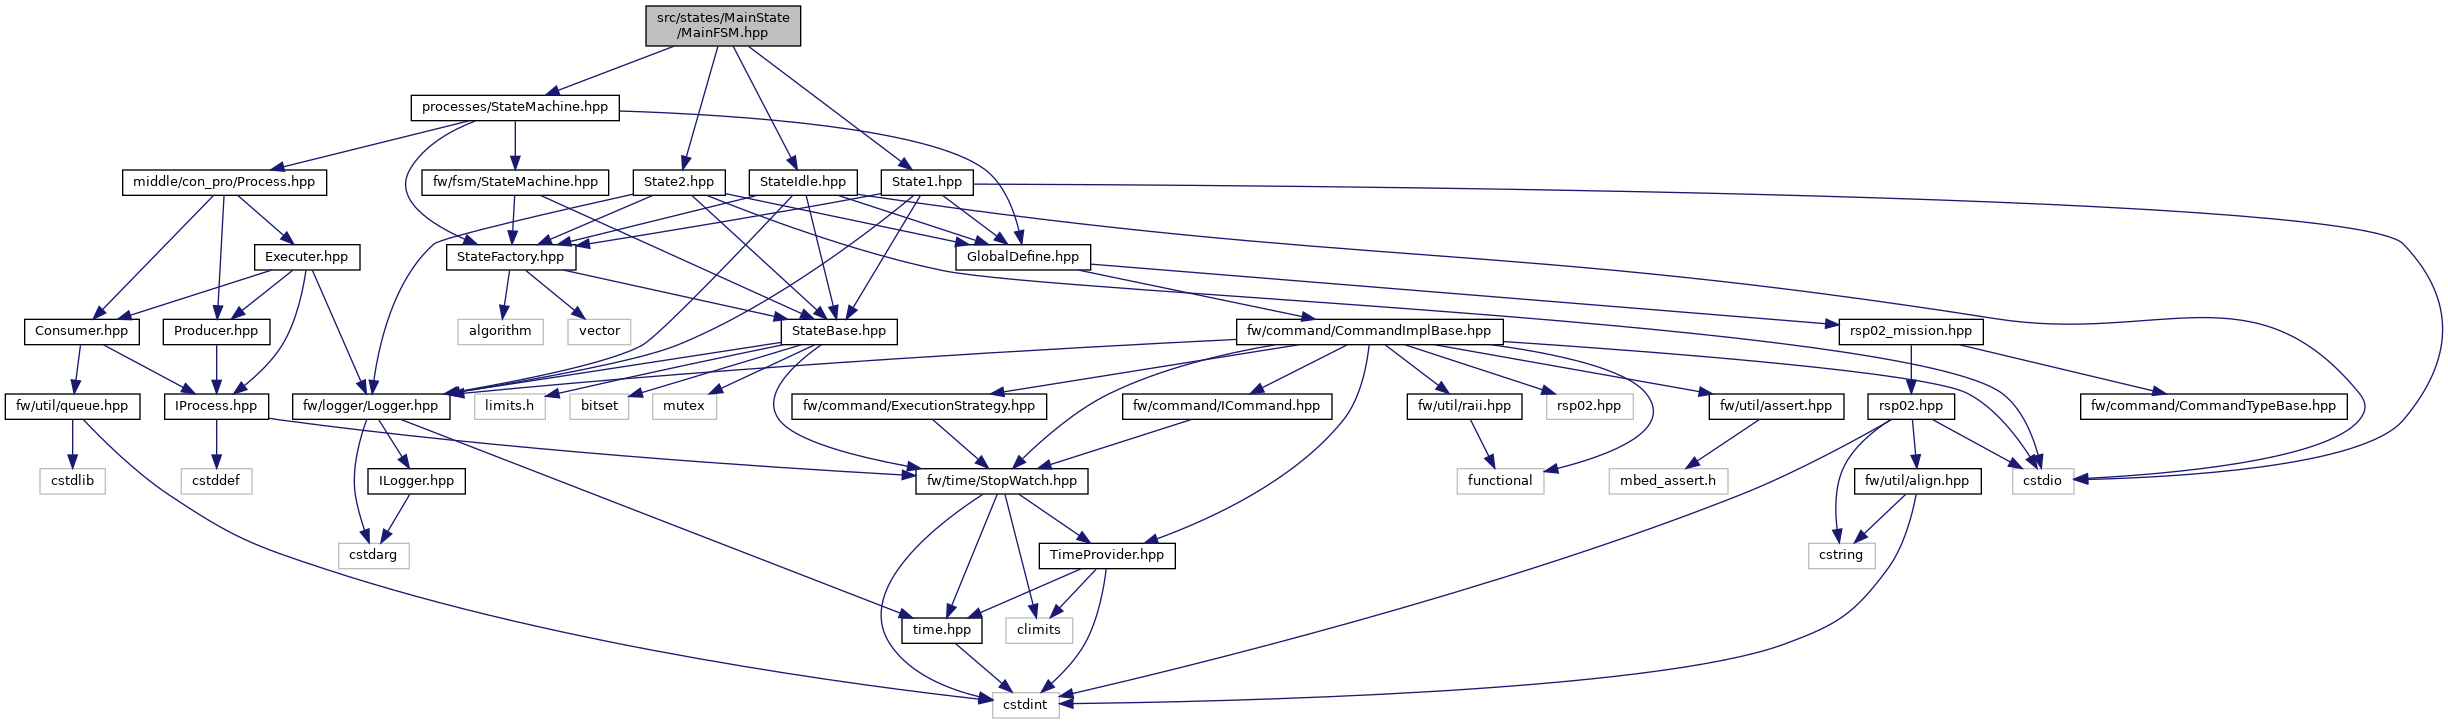 src/states/MainState
/MainFSM.hpp
processes/StateMachine.hpp
middle/con_pro/Process.hpp
fw/fsm/StateMachine.hpp
State2.hpp
StateIdle.hpp
State1.hpp
Executer.hpp
StateFactory.hpp
GlobalDefine.hpp
Consumer.hpp
Producer.hpp
algorithm
vector
StateBase.hpp
fw/command/CommandImplBase.hpp
rsp02_mission.hpp
fw/util/queue.hpp
IProcess.hpp
fw/logger/Logger.hpp
limits.h
bitset
mutex
fw/command/ExecutionStrategy.hpp
fw/command/ICommand.hpp
fw/util/raii.hpp
rsp02.hpp
fw/util/assert.hpp
rsp02.hpp
fw/command/CommandTypeBase.hpp
cstdlib
cstddef
ILogger.hpp
fw/time/StopWatch.hpp
functional
mbed_assert.h
fw/util/align.hpp
cstdio
cstdarg
TimeProvider.hpp
cstring
time.hpp
climits
cstdint